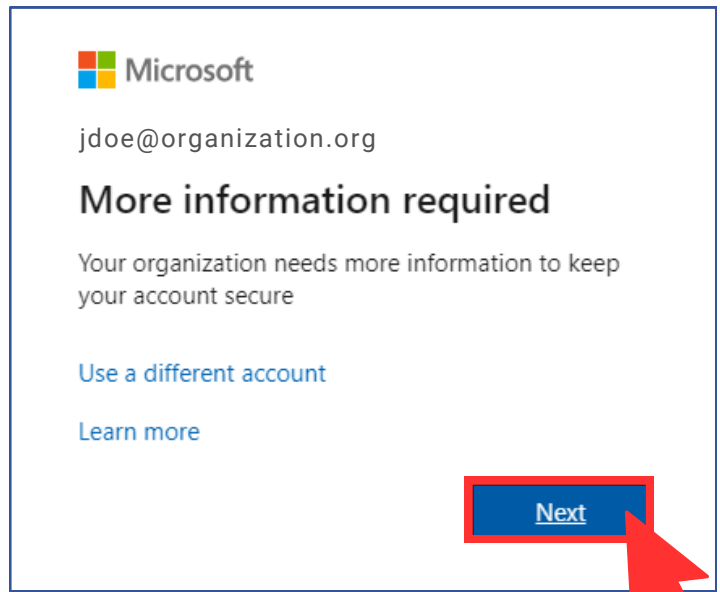 Microsoft
jdoe@organization.org
More information required
Your organization needs more information to keep
your account secure
Use a different account
Learn more
Next